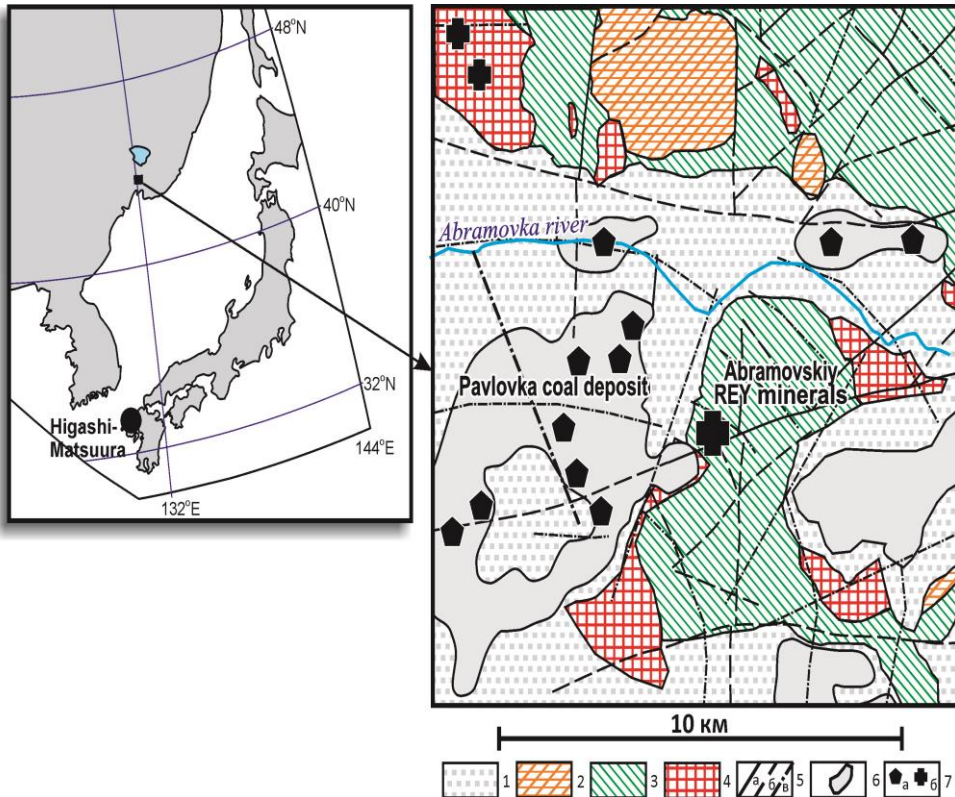 48°N
40°N
32°N
Higashi-
Matsuura
144°E
132°E
Abramovka river
Pavlovka coal deposit
Abramovskiy
REY minerals
10 км
1
2
3
4
а б в 5
6
а б 7